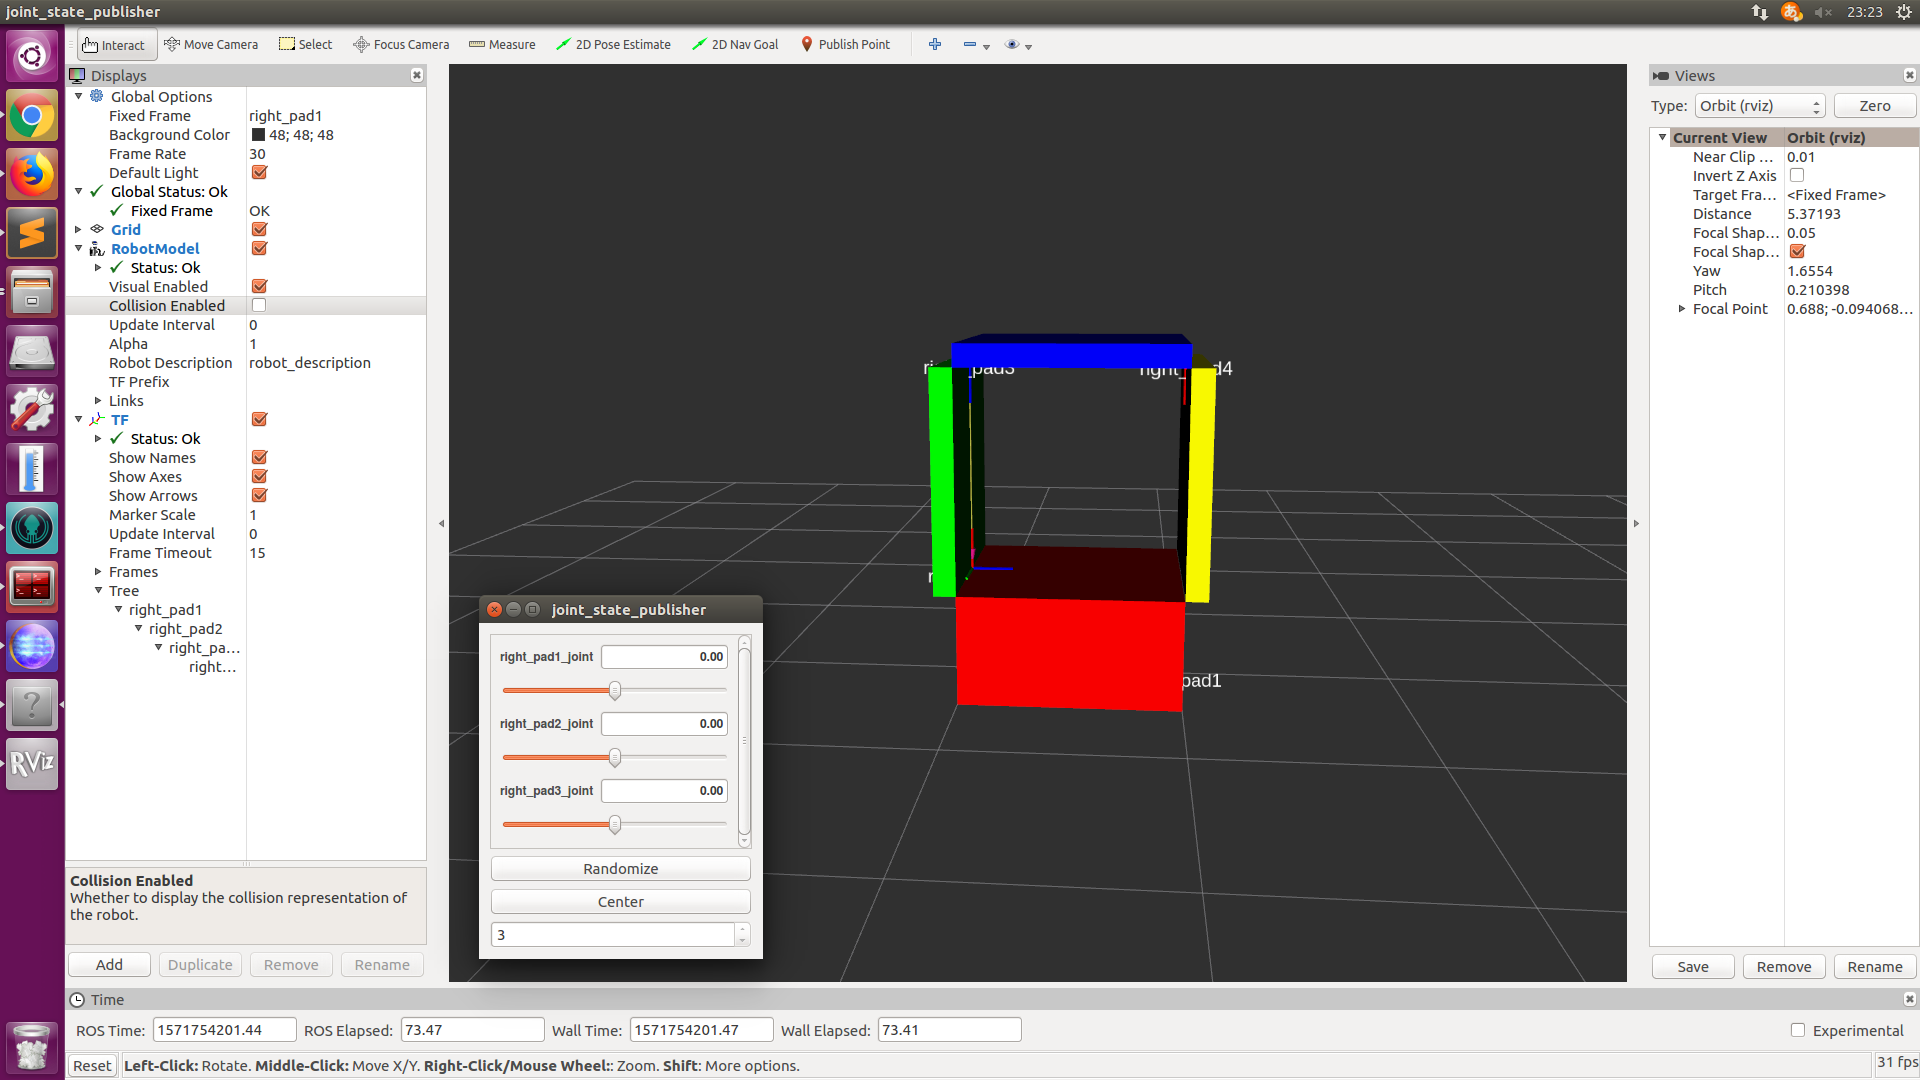 joint_state_publisher
23:23
Interact
Move Camera
Select
Focus Camera
Measure
2D Pose Estimate
2D Nav Goal
Publish Point
Displays
Global Options
Fixed Frame right_pad1
Background Color 48; 48; 48
Frame Rate 30
Default Light
Global Status: Ok
Fixed Frame OK
Grid
RobotModel
Status: Ok
Visual Enabled
Collision Enabled
Update Interval 0
Alpha 1
Robot Description robot_description
TF Prefix
Links
TF
Status: Ok
Show Names
Show Axes
Show Arrows
Marker Scale 1
Update Interval 0
Frame Timeout 15
Frames
Tree
right_pad1
right_pad2
right_pa...
right...
Collision Enabled
Whether to display the collision representation of
the robot.
Add Duplicate Remove Rename
pad1
joint_state_publisher
right_pad1_joint 0.00
right_pad2_joint 0.00
right_pad3_joint 0.00
Randomize
Center
3
Views
Type: Orbit (rviz) Zero
Current View Orbit (rviz)
Near Clip ... 0.01
Invert Z Axis
Target Fra... <Fixed Frame>
Distance 5.37193
Focal Shap... 0.05
Focal Shap...
Yaw 1.6554
Pitch 0.210398
Focal Point 0.688; -0.094068...
Save Remove Rename
RViz
Time
ROS Time: 1571754201.44 ROS Elapsed: 73.47 Wall Time: 1571754201.47 Wall Elapsed: 73.41 Experimental
Reset Left-Click: Rotate. Middle-Click: Move X/Y. Right-Click/Mouse Wheel:: Zoom. Shift: More options. 31 fps